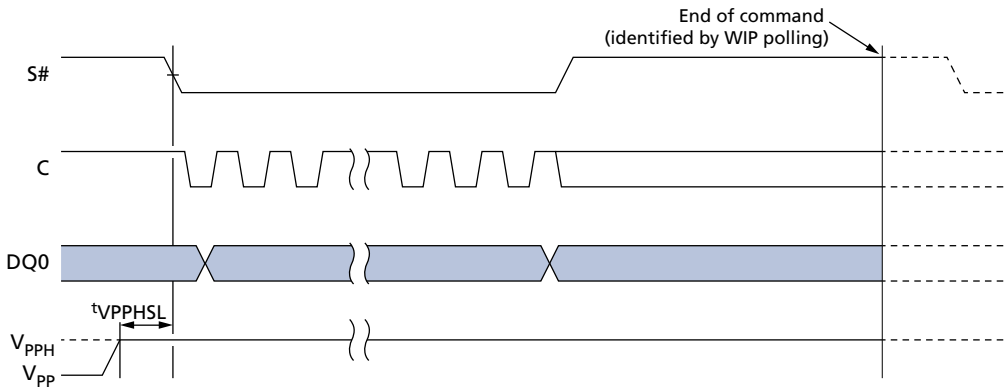 End of command
(identified by WIP polling)
S#
C
DQ0
tVPPHSL
VPPH
VPP